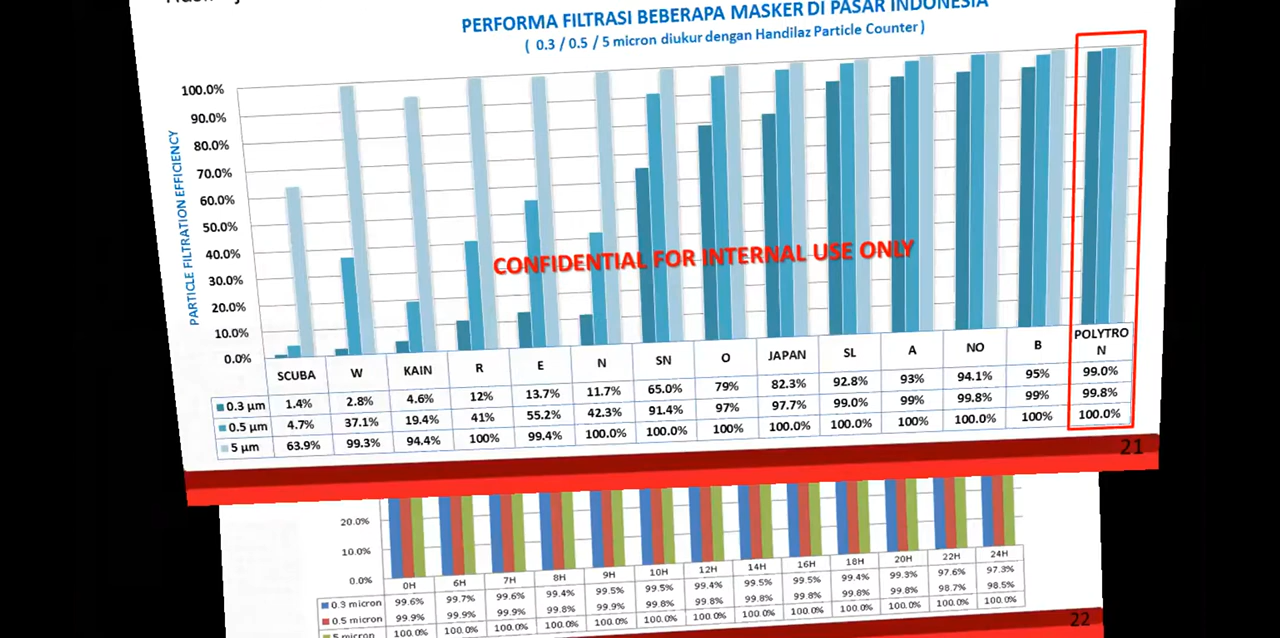 PERFORMA FILTRASI BEBERAPA MASKER DI PASAR INDONESIA
( 0.3 / 0.5 / 5 micron diukur dengan Handilaz Particle Counter )
PARTICLE FILTRATION EFFICIENCY
100.0%
90.0%
80.0%
70.0%
60.0%
50.0%
40.0%
30.0%
20.0%
10.0%
0.0%
CONFIDENTIAL FOR INTERNAL USE ONLY
SCUBA W KAIN R E N SN O JAPAN SL A NO B POLYTRO
N
0.3 µm 1.4% 2.8% 4.6% 12% 13.7% 11.7% 65.0% 79% 82.3% 92.8% 93% 94.1% 95% 99.0%
0.5 µm 4.7% 37.1% 19.4% 41% 55.2% 42.3% 91.4% 97% 97.7% 99.0% 99% 99.8% 99% 99.8%
5 µm 63.9% 99.3% 94.4% 100% 99.4% 100.0% 100.0% 100% 100.0% 100.0% 100% 100.0% 100% 100.0%
21
20.0%
10.0%
0.0%
0H 6H 7H 8H 9H 10H 12H 14H 16H 18H 20H 22H 24H
0.3 micron 99.6% 99.7% 99.6% 99.4% 99.5% 99.5% 99.4% 99.5% 99.5% 99.4% 99.3% 97.6% 97.3%
0.5 micron 99.9% 99.9% 99.9% 99.8% 99.9% 99.8% 99.8% 99.8% 99.8% 99.8% 99.8% 98.7% 98.5%
5 micron 100.0% 100.0% 100.0% 100.0% 100.0% 100.0% 100.0% 100.0% 100.0% 100.0% 100.0% 100.0% 100.0%
22